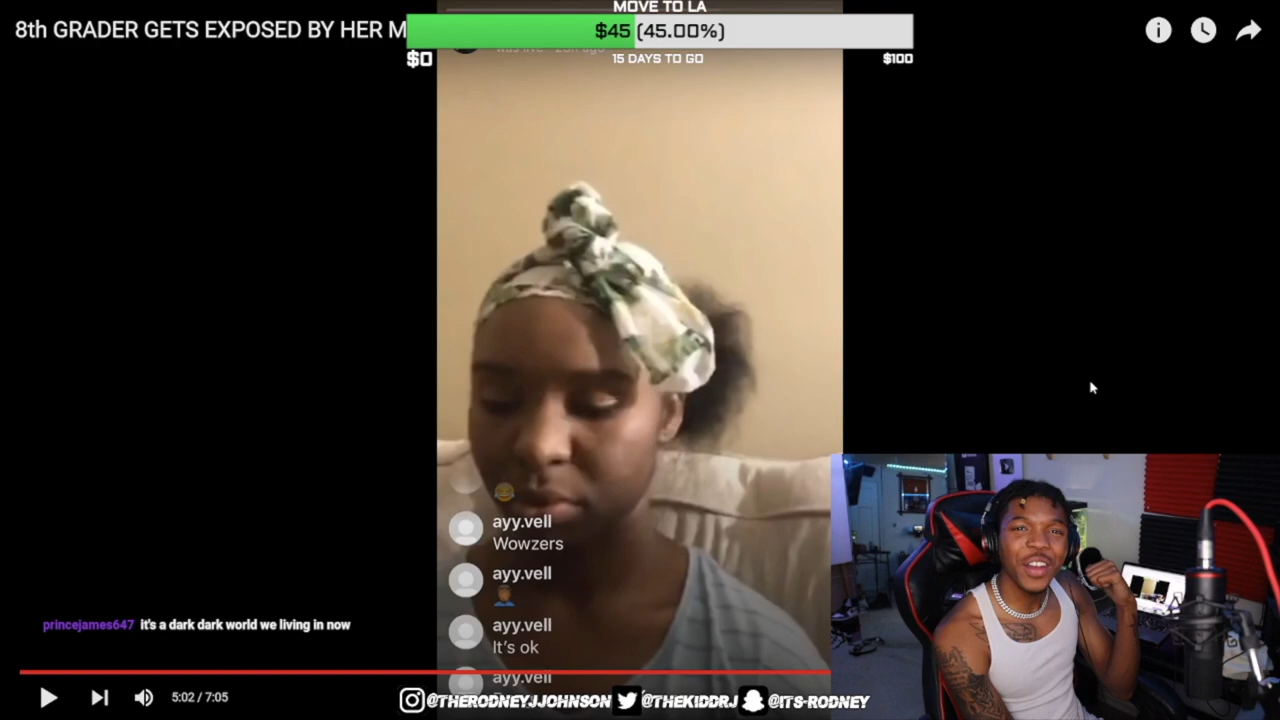 MOVE TO LA
8th GRADER GETS EXPOSED BY HER M
$45 (45.00%)
$0
15 DAYS TO GO
$100
ayy.vell
Wowzers
ayy.vell
ayy.vell
It's ok
ayy.vell
princejames647 it's a dark dark world we living in now
5:02 / 7:05
@THERODNEYJJOHNSON @THEKIDDRJ @ITS-RODNEY